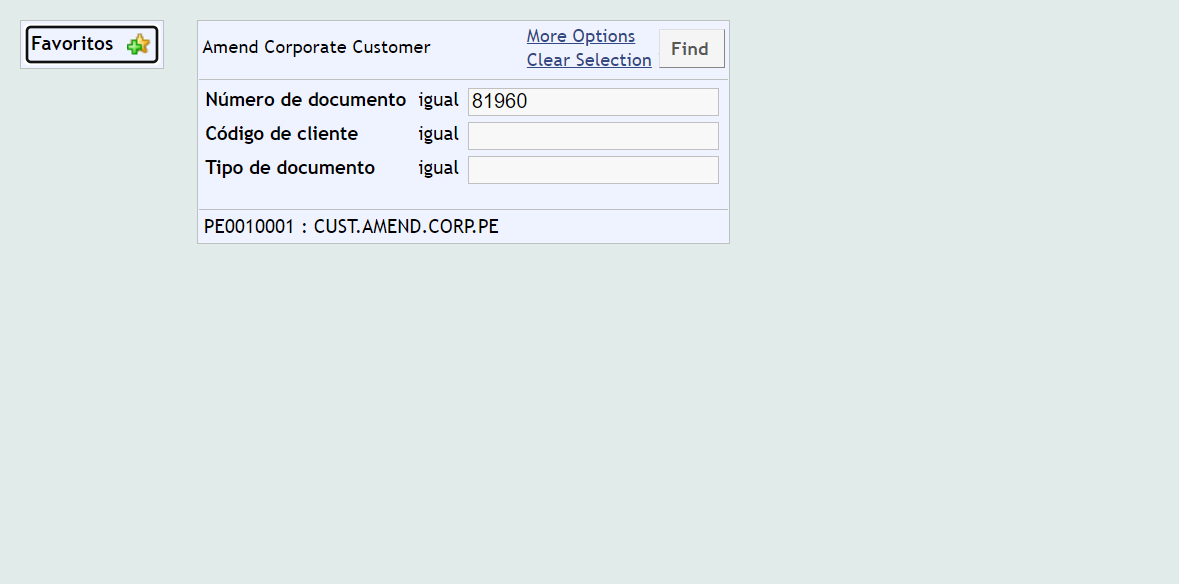 Favoritos
Amend Corporate Customer
More Options
Clear Selection
Find
Número de documento igual 81960
Código de cliente igual
Tipo de documento igual
PE0010001 : CUST.AMEND.CORP.PE